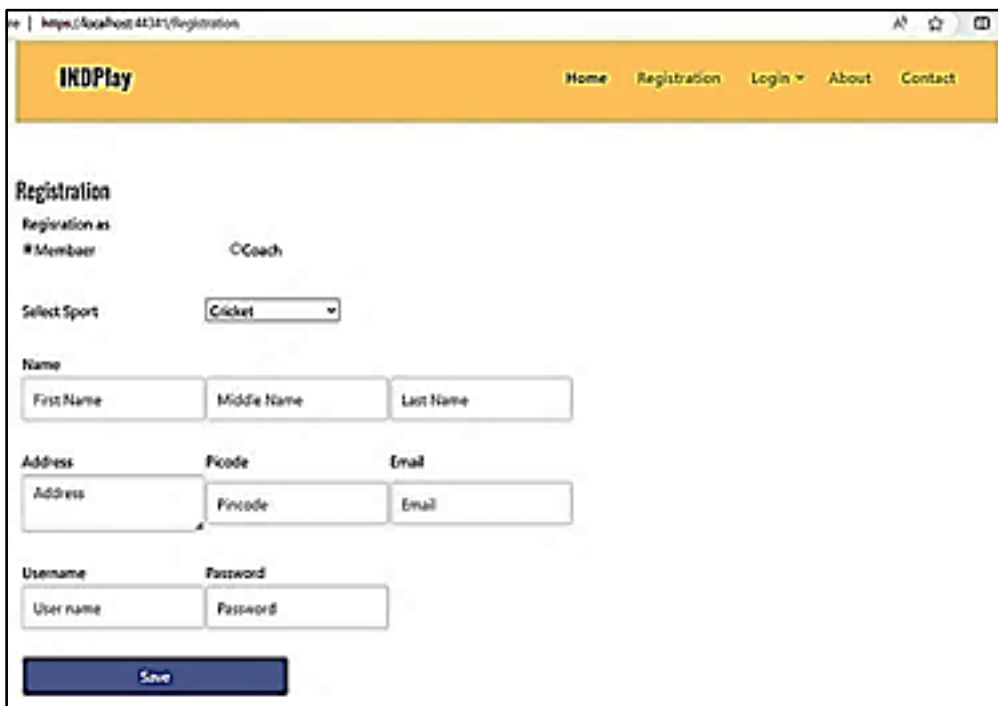 re | https://localhost:44341/Registration
INDPlay Home Registration Login About Contact
Registration
Regisration as
Membaer Coach
Select Sport Cricket
Name
First Name Middle Name Last Name
Address Picode Email
Address Pincode Email
Username Password
User name Password
Save